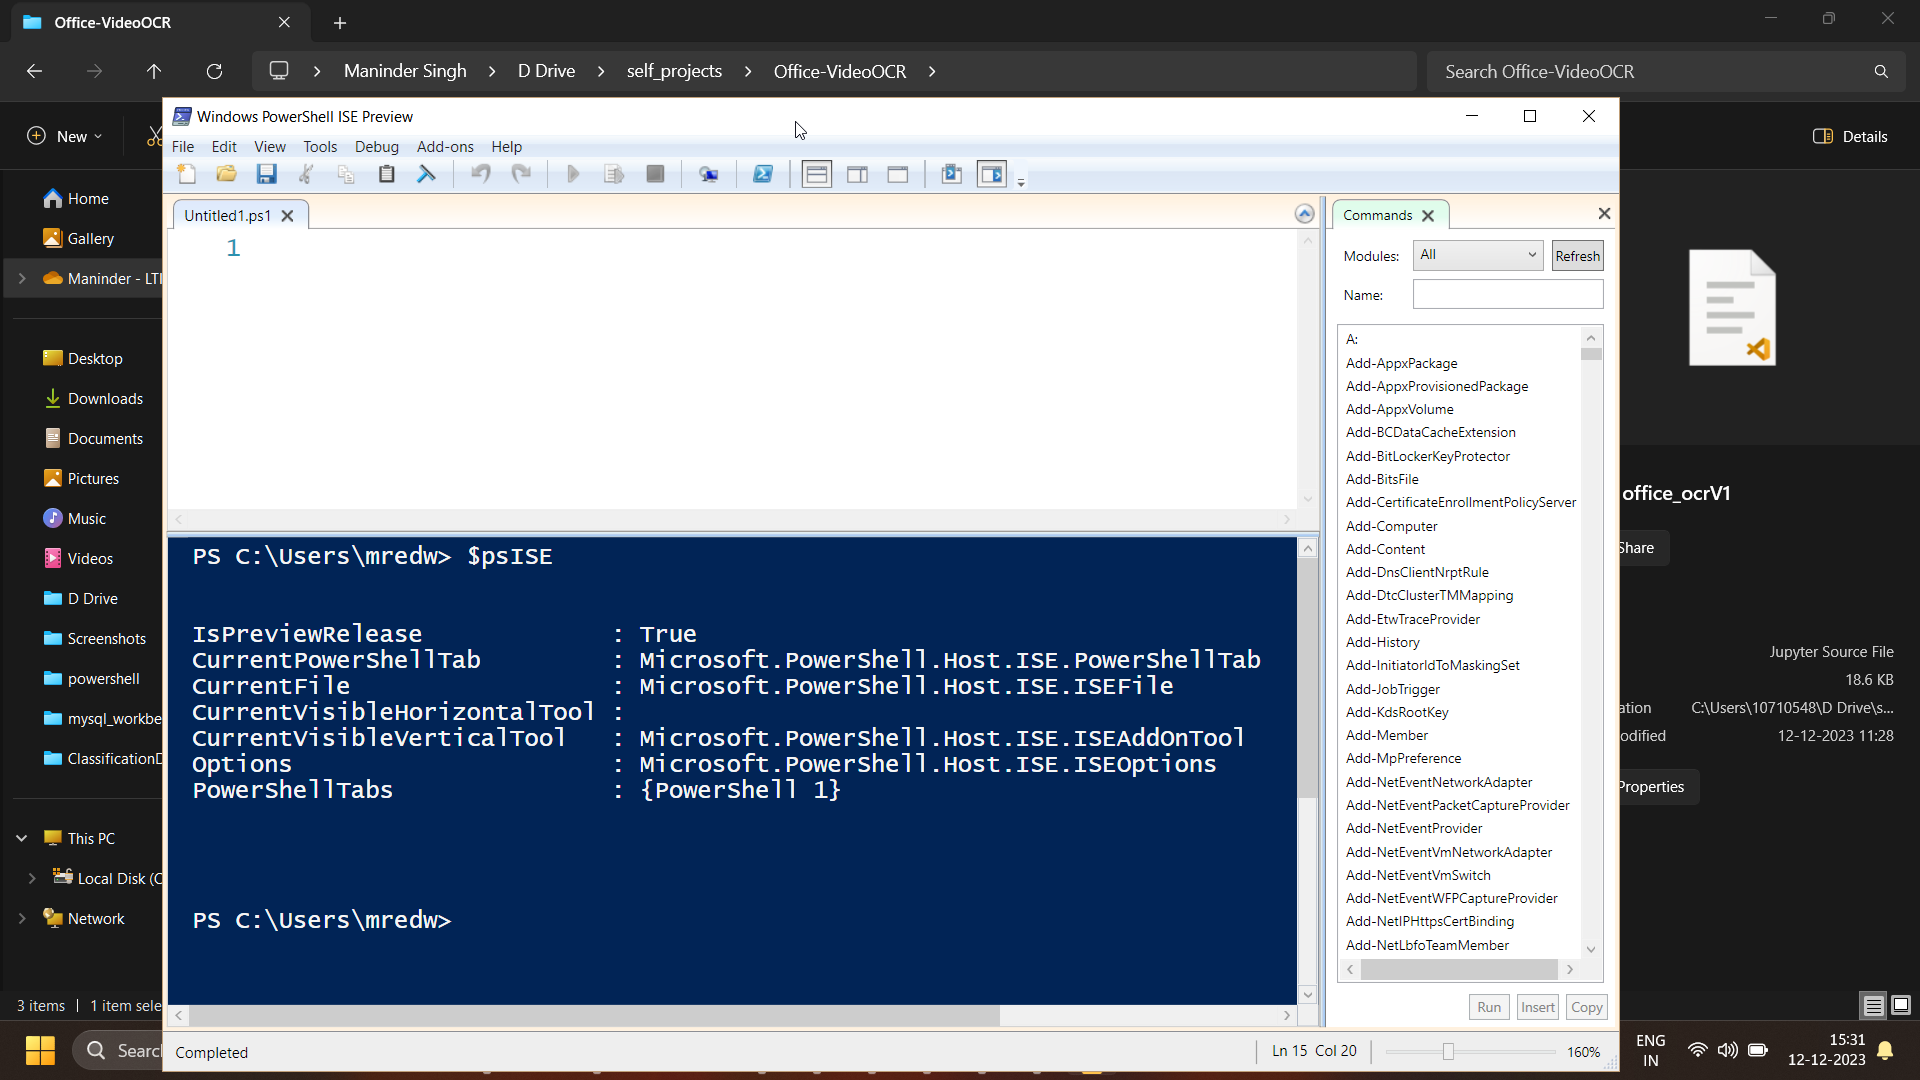 Office-VideoOCR
Maninder Singh > D Drive > self_projects > Office-VideoOCR >
Search Office-VideoOCR
New
Details
Home
Gallery
Maninder - LTI
Desktop
Downloads
Documents
Pictures
Music
Videos
D Drive
Screenshots
powershell
mysql_workbe
Classification
This PC
Local Disk (C
Network
3 items | 1 item sele
Windows PowerShell ISE Preview
File Edit View Tools Debug Add-ons Help
Untitled1.ps1
1
PS C:\Users\mredw> $psISE
IsPreviewRelease : True
CurrentPowerShellTab : Microsoft.PowerShell.Host.ISE.PowerShellTab
CurrentFile : Microsoft.PowerShell.Host.ISE.ISEFile
CurrentVisibleHorizontalTool :
CurrentVisibleVerticalTool : Microsoft.PowerShell.Host.ISE.ISEAddOnTool
Options : Microsoft.PowerShell.Host.ISE.ISEOptions
PowerShellTabs : {PowerShell 1}
PS C:\Users\mredw>
Completed
Ln 15 Col 20
160%
Commands
Modules: All Refresh
Name:
A:
Add-AppxPackage
Add-AppxProvisionedPackage
Add-AppxVolume
Add-BCDataCacheExtension
Add-BitLockerKeyProtector
Add-BitsFile
Add-CertificateEnrollmentPolicyServer
Add-Computer
Add-Content
Add-DnsClientNrptRule
Add-DtcClusterTMMapping
Add-EtwTraceProvider
Add-History
Add-InitiatorIdToMaskingSet
Add-JobTrigger
Add-KdsRootKey
Add-Member
Add-MpPreference
Add-NetEventNetworkAdapter
Add-NetEventPacketCaptureProvider
Add-NetEventProvider
Add-NetEventVmNetworkAdapter
Add-NetEventVmSwitch
Add-NetEventWFPCaptureProvider
Add-NetIPHttpsCertBinding
Add-NetLbfoTeamMember
Run Insert Copy
office_ocrV1
Share
Jupyter Source File
18.6 KB
ation C:\Users\10710548\D Drive\s...
odified 12-12-2023 11:28
Properties
Searc
ENG
IN
15:31
12-12-2023